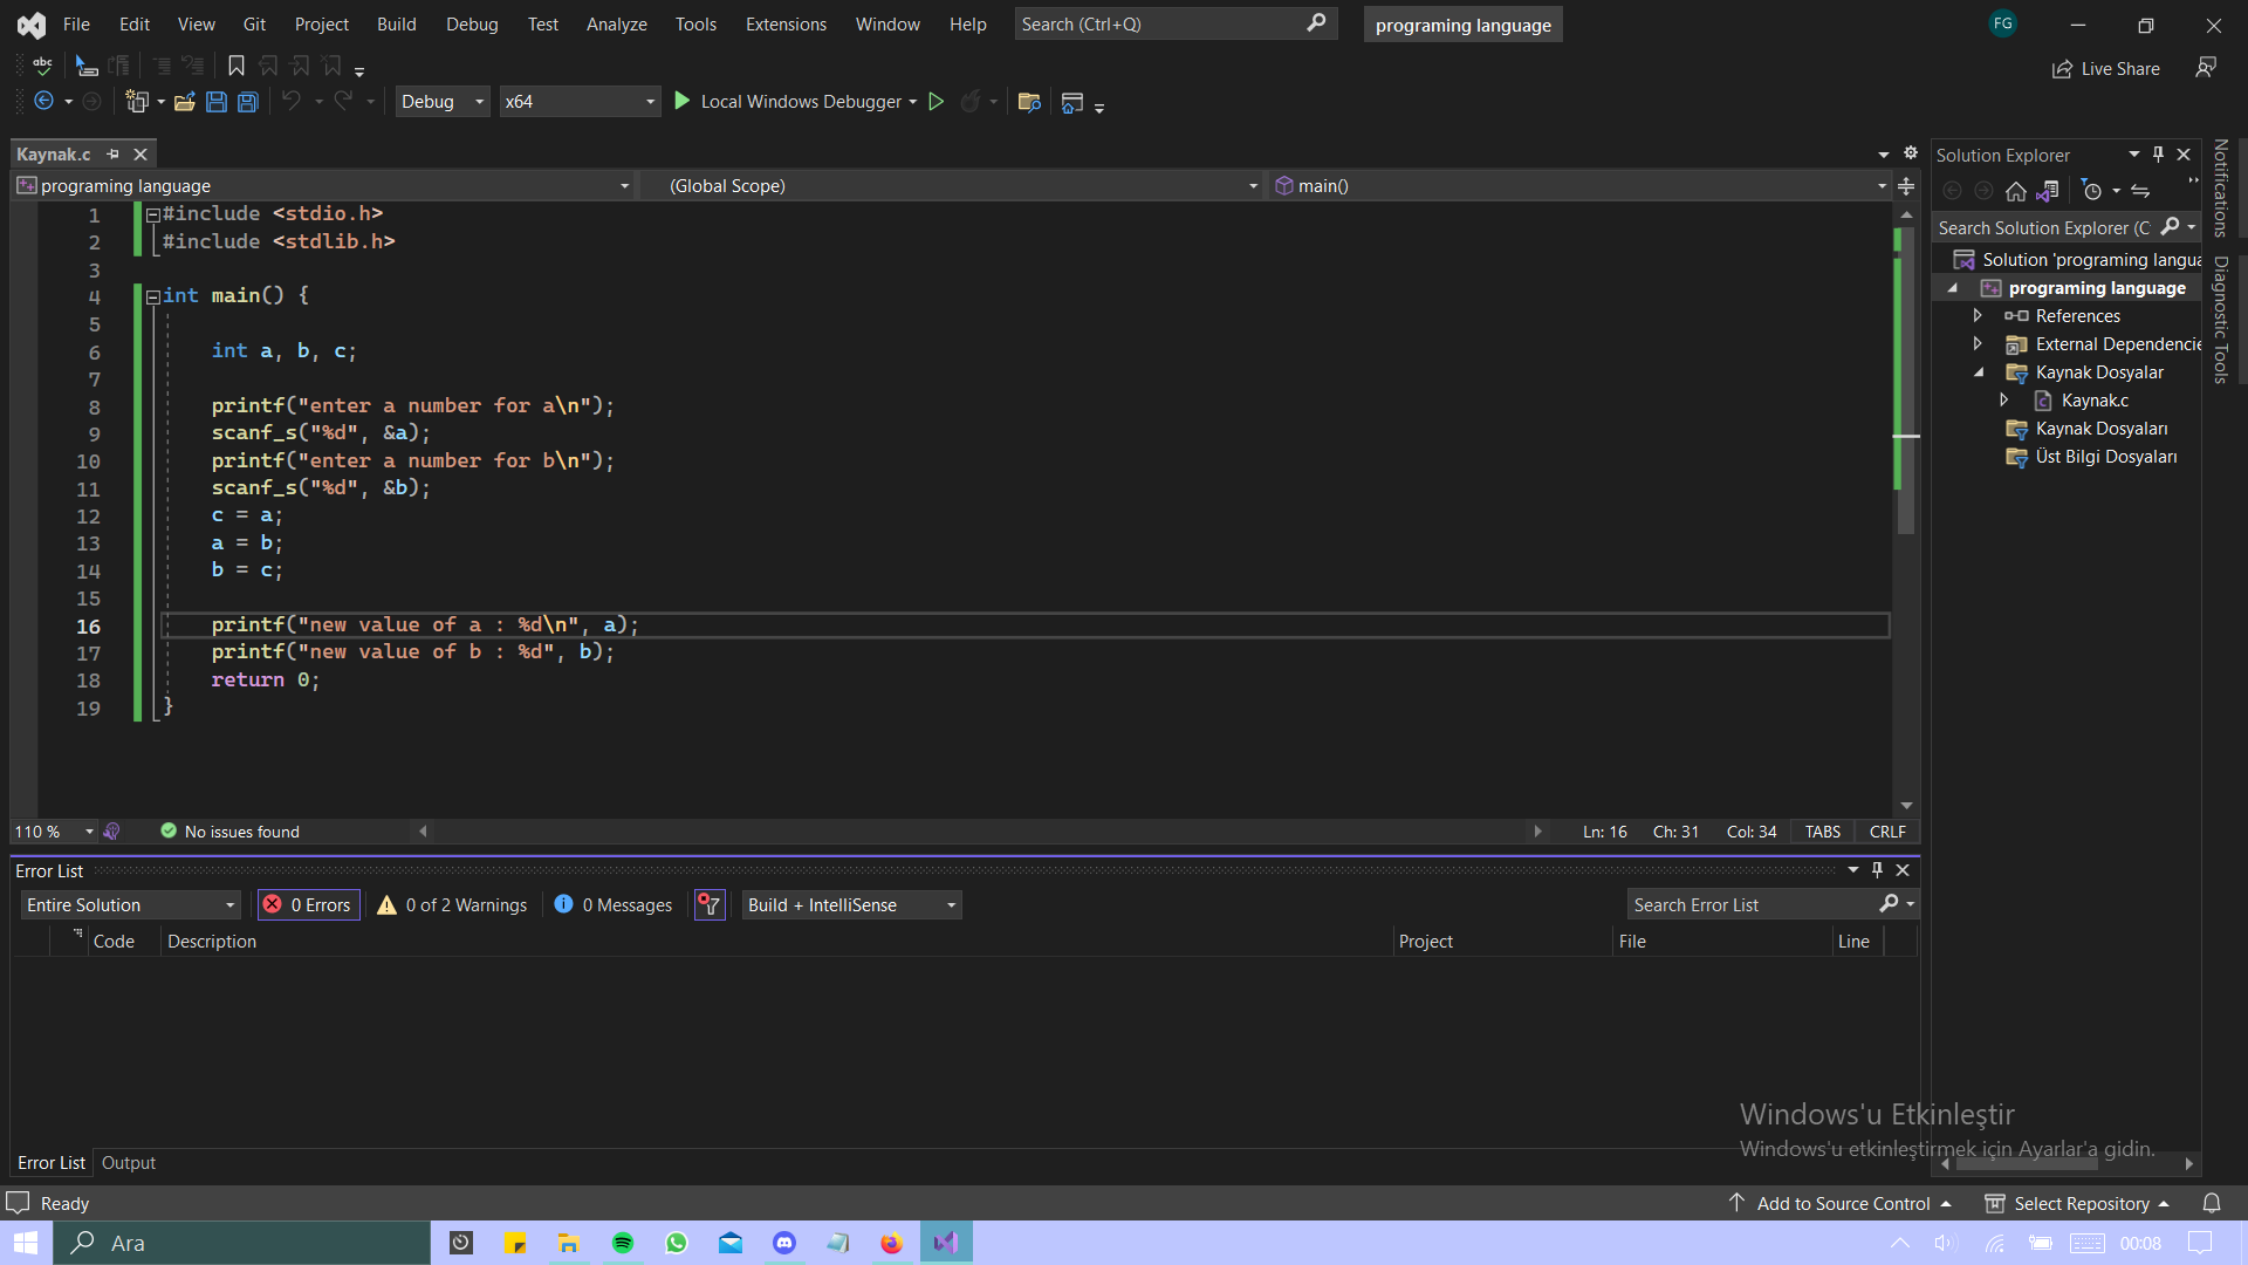 File Edit View Git Project Build Debug Test Analyze Tools Extensions Window Help Search (Ctrl+Q) programing language FG
abc Live Share
Debug x64 Local Windows Debugger
Kaynak.c
programing language (Global Scope) main()
1 #include <stdio.h>
2 #include <stdlib.h>
3
4 int main() {
5
6 int a, b, c;
7
8 printf("enter a number for a\n");
9 scanf_s("%d", &a);
10 printf("enter a number for b\n");
11 scanf_s("%d", &b);
12 c = a;
13 a = b;
14 b = c;
15
16 printf("new value of a : %d\n", a);
17 printf("new value of b : %d", b);
18 return 0;
19 }
110 % No issues found Ln: 16 Ch: 31 Col: 34 TABS CRLF
Error List
Entire Solution 0 Errors 0 of 2 Warnings 0 Messages Build + IntelliSense Search Error List
Code Description Project File Line
Error List Output
Solution Explorer
Search Solution Explorer (C
Solution 'programing langua
programing language
References
External Dependencie
Kaynak Dosyalar
Kaynak.c
Kaynak Dosyaları
Üst Bilgi Dosyaları
Notifications
Diagnostic Tools
Windows'u Etkinleştir
Windows'u etkinleştirmek için Ayarlar'a gidin.
Ready Add to Source Control Select Repository
Ara 00:08